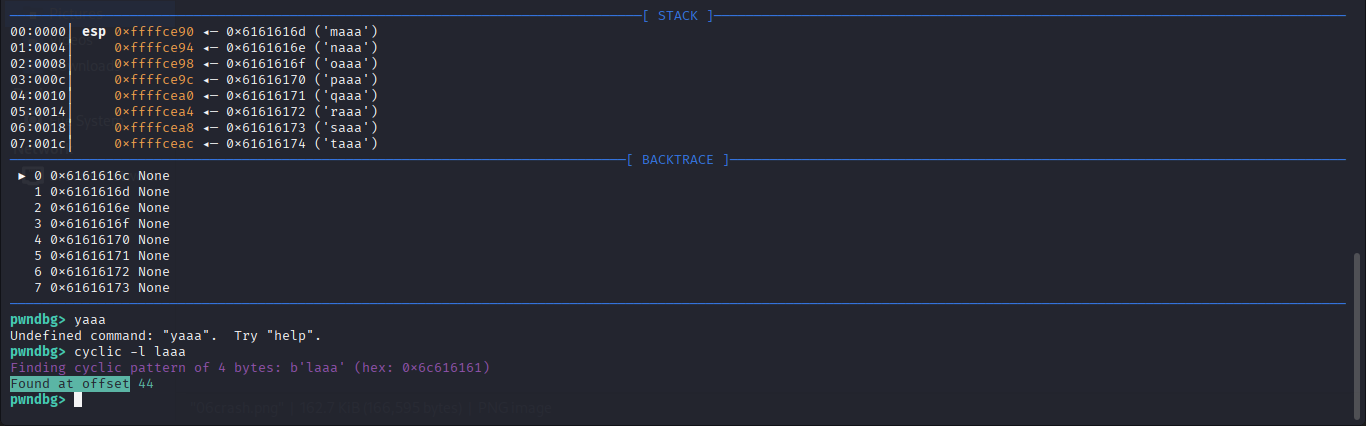 [ STACK ]
00:0000│ esp 0×ffffce90 ◂— 0×6161616d ('maaa')
01:0004│     0×ffffce94 ◂— 0×6161616e ('naaa')
02:0008│     0×ffffce98 ◂— 0×6161616f ('oaaa')
03:000c│     0×ffffce9c ◂— 0×61616170 ('paaa')
04:0010│     0×ffffcea0 ◂— 0×61616171 ('qaaa')
05:0014│     0×ffffcea4 ◂— 0×61616172 ('raaa')
06:0018│     0×ffffcea8 ◂— 0×61616173 ('saaa')
07:001c│     0×ffffceac ◂— 0×61616174 ('taaa')
[ BACKTRACE ]
► 0 0×6161616c None
1 0×6161616d None
2 0×6161616e None
3 0×6161616f None
4 0×61616170 None
5 0×61616171 None
6 0×61616172 None
7 0×61616173 None
pwndbg> yaaa
Undefined command: "yaaa".  Try "help".
pwndbg> cyclic -l laaa
Finding cyclic pattern of 4 bytes: b'laaa' (hex: 0×6c616161)
Found at offset 44
pwndbg>